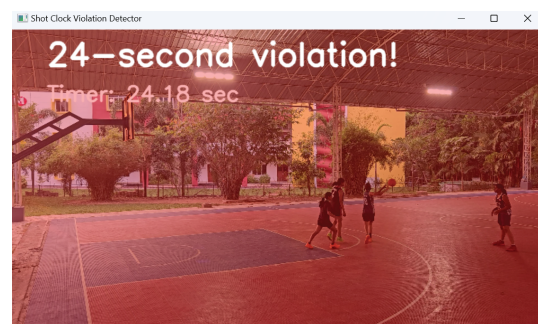 Shot Clock Violation Detector
24-second violation!
Timer: 24.18 sec